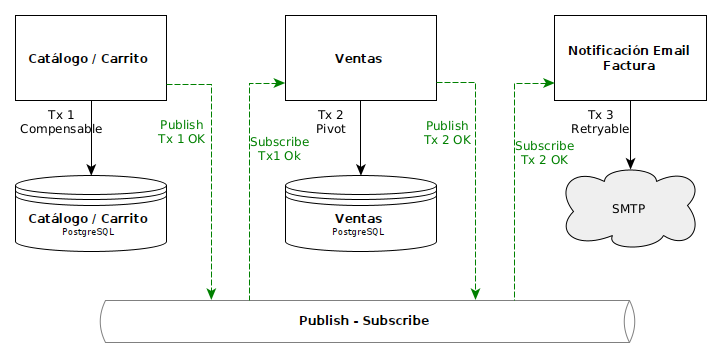 Catálogo / Carrito
Ventas
Notificación Email
Factura
Tx 1
Compensable
Publish
Tx 1 OK
Subscribe
Tx1 Ok
Tx 2
Pivot
Publish
Tx 2 OK
Subscribe
Tx 2 OK
Tx 3
Retryable
Catálogo / Carrito
PostgreSQL
Ventas
PostgreSQL
SMTP
Publish - Subscribe